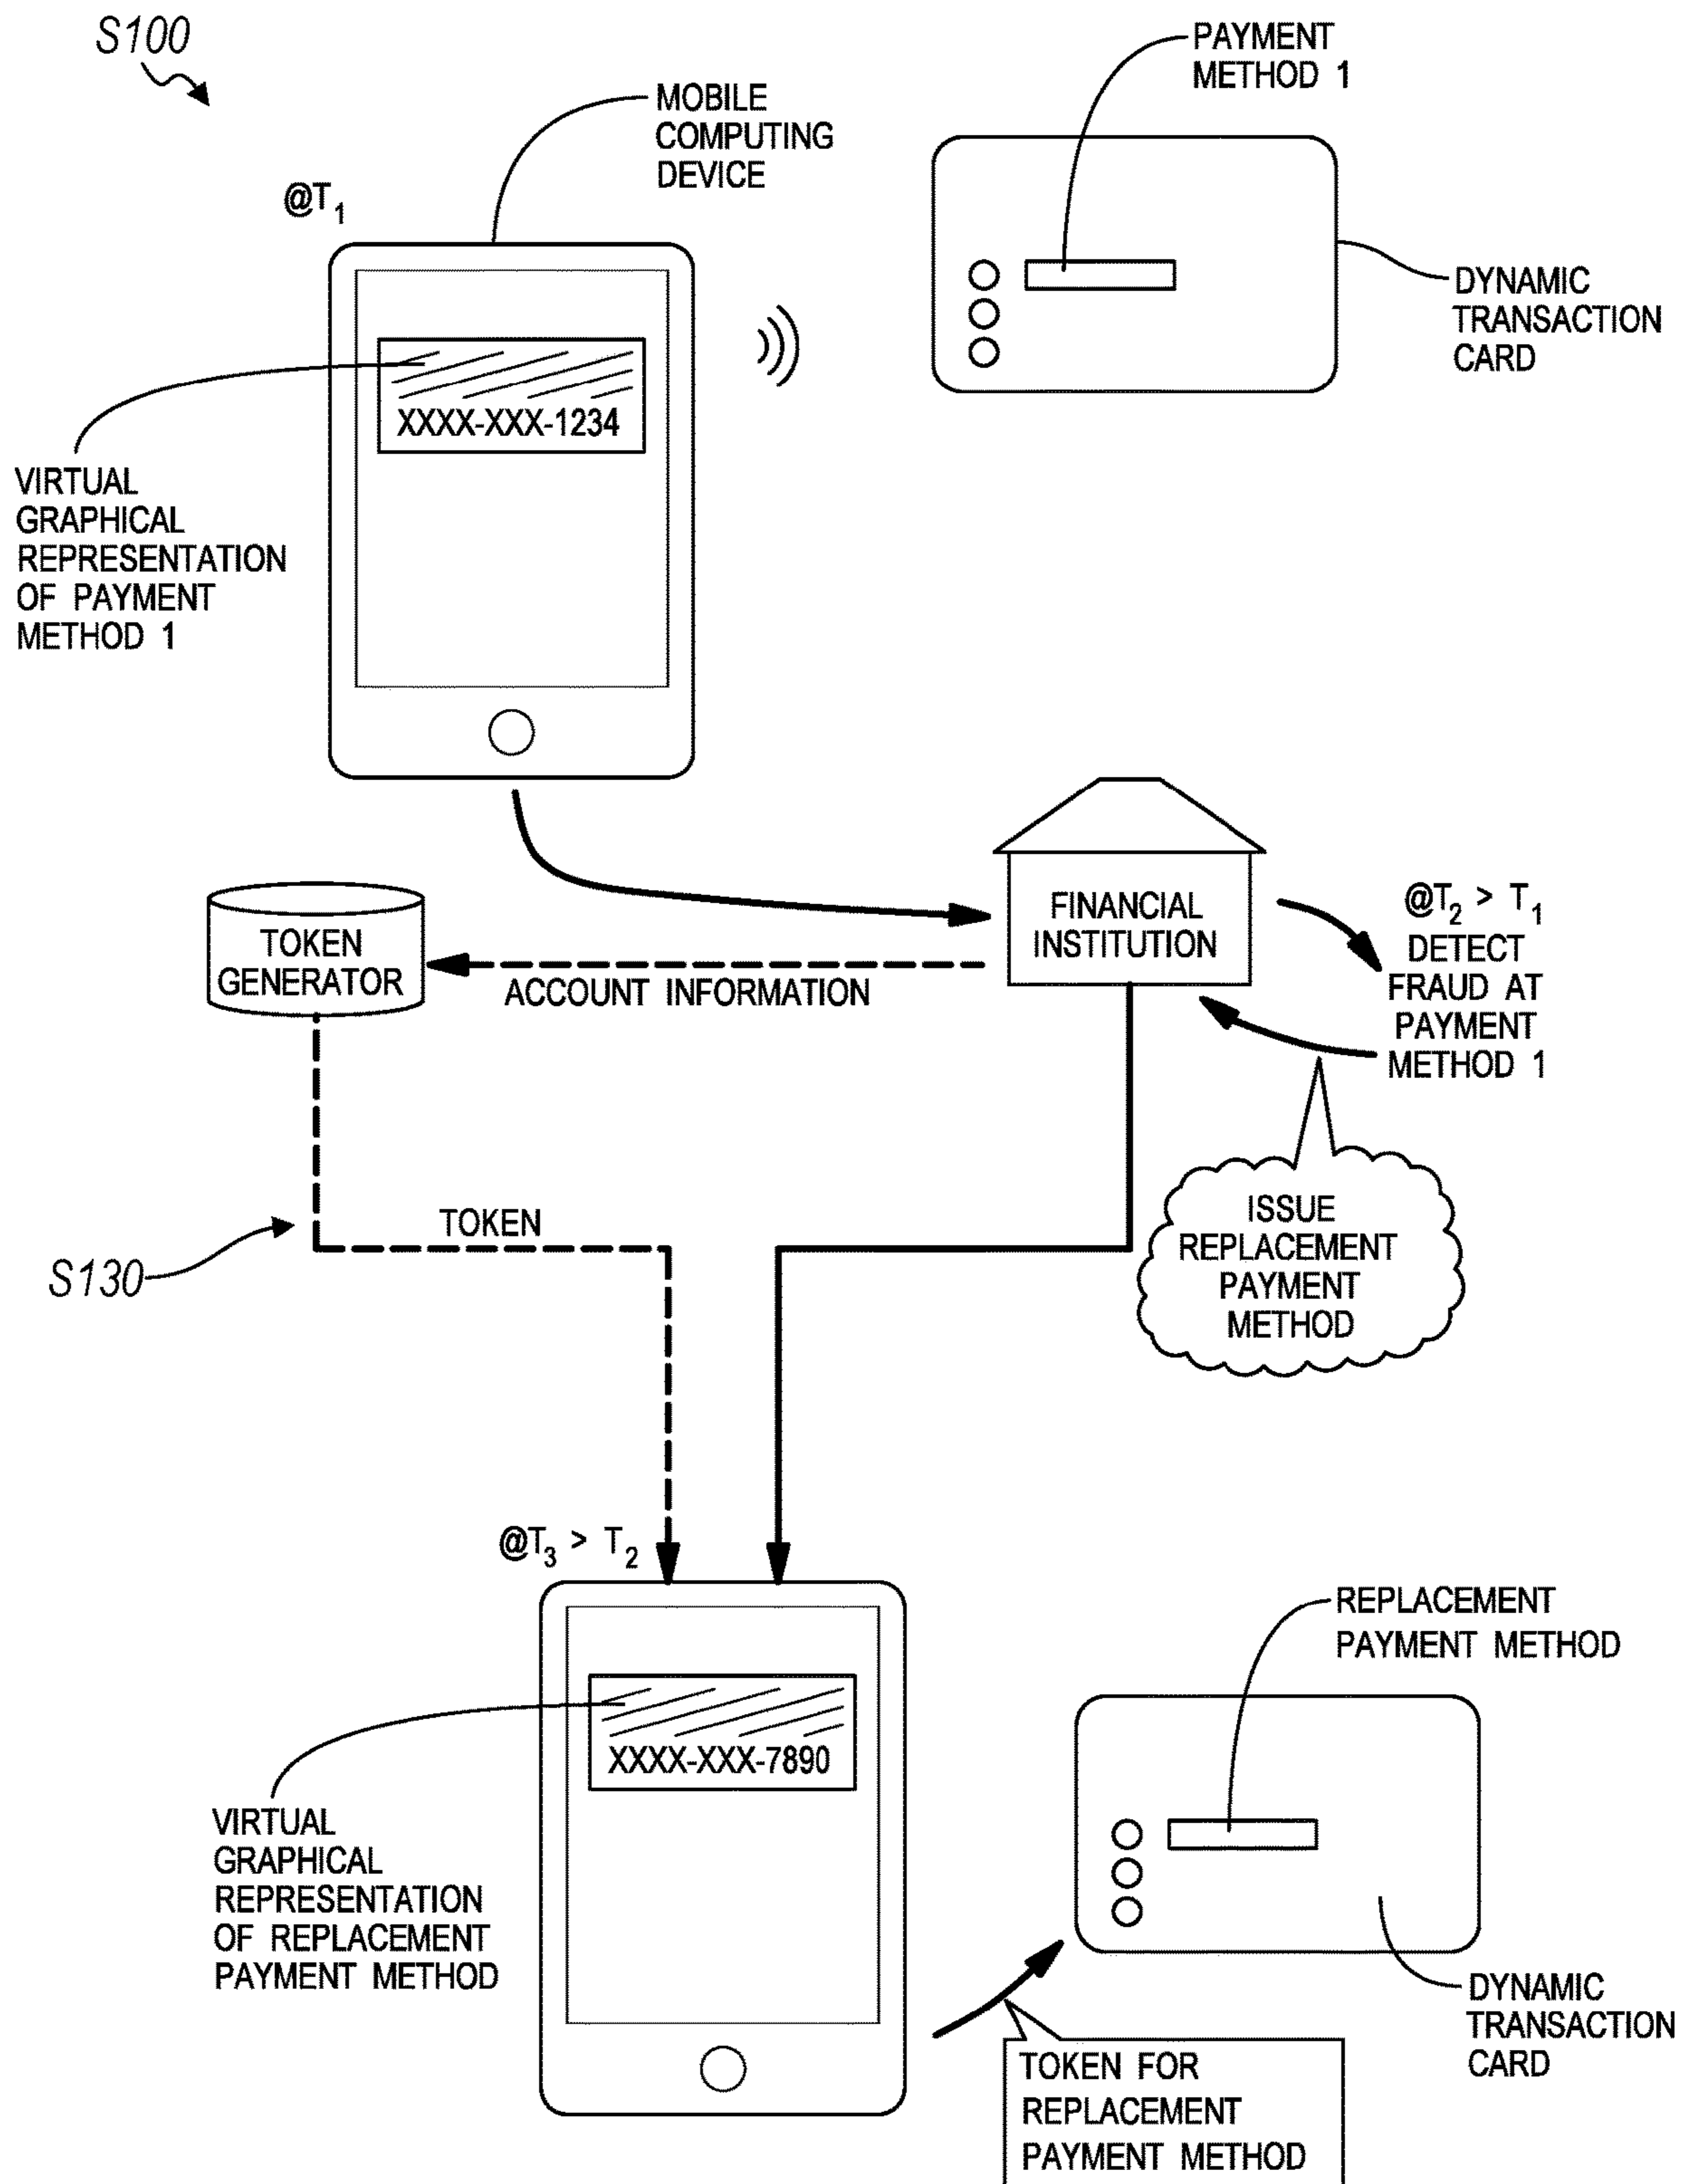 S100
PAYMENT
METHOD 1
MOBILE
COMPUTING
DEVICE
@T1
DYNAMIC
TRANSACTION
CARD
XXXX-XXX-1234
VIRTUAL
GRAPHICAL
REPRESENTATION
OF PAYMENT
METHOD 1
FINANCIAL
INSTITUTION
@T2 > T1
DETECT
FRAUD AT
PAYMENT
METHOD 1
TOKEN
GENERATOR
ACCOUNT INFORMATION
ISSUE
REPLACEMENT
PAYMENT
METHOD
TOKEN
S130
@T3 > T2
REPLACEMENT
PAYMENT METHOD
XXXX-XXX-7890
VIRTUAL
GRAPHICAL
REPRESENTATION
OF REPLACEMENT
PAYMENT METHOD
DYNAMIC
TRANSACTION
CARD
TOKEN FOR
REPLACEMENT
PAYMENT METHOD